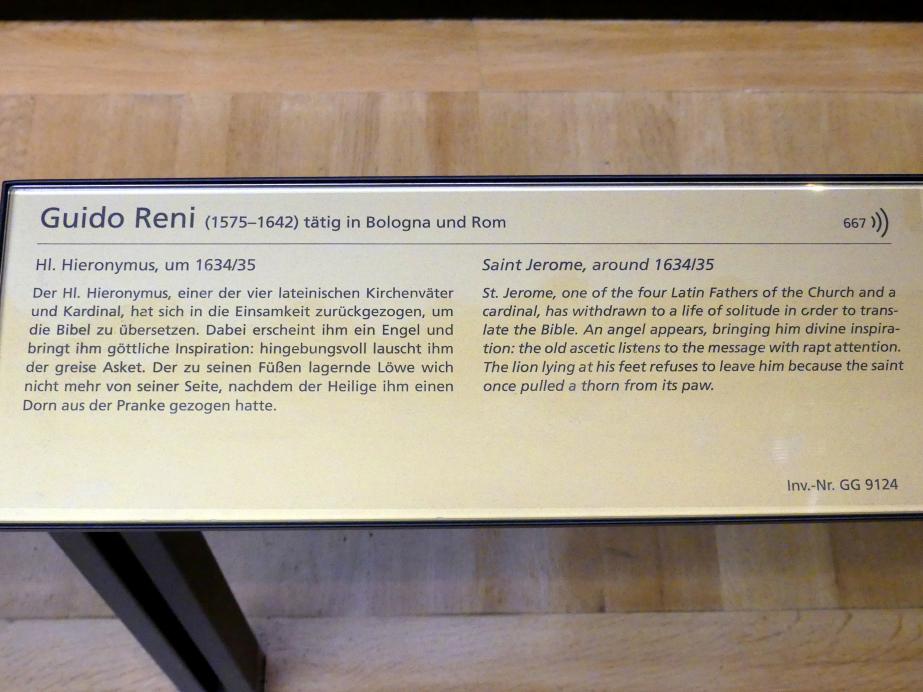 Guido Reni (1575–1642) tätig in Bologna und Rom
667
Hl. Hieronymus, um 1634/35
Der Hl. Hieronymus, einer der vier lateinischen Kirchenväter
und Kardinal, hat sich in die Einsamkeit zurückgezogen, um
die Bibel zu übersetzen. Dabei erscheint ihm ein Engel und
bringt ihm göttliche Inspiration: hingebungsvoll lauscht ihm
der greise Asket. Der zu seinen Füßen lagernde Löwe wich
nicht mehr von seiner Seite, nachdem der Heilige ihm einen
Dorn aus der Pranke gezogen hatte.
Saint Jerome, around 1634/35
St. Jerome, one of the four Latin Fathers of the Church and a
cardinal, has withdrawn to a life of solitude in order to trans-
late the Bible. An angel appears, bringing him divine inspira-
tion: the old ascetic listens to the message with rapt attention.
The lion lying at his feet refuses to leave him because the saint
once pulled a thorn from its paw.
Inv.-Nr. GG 9124